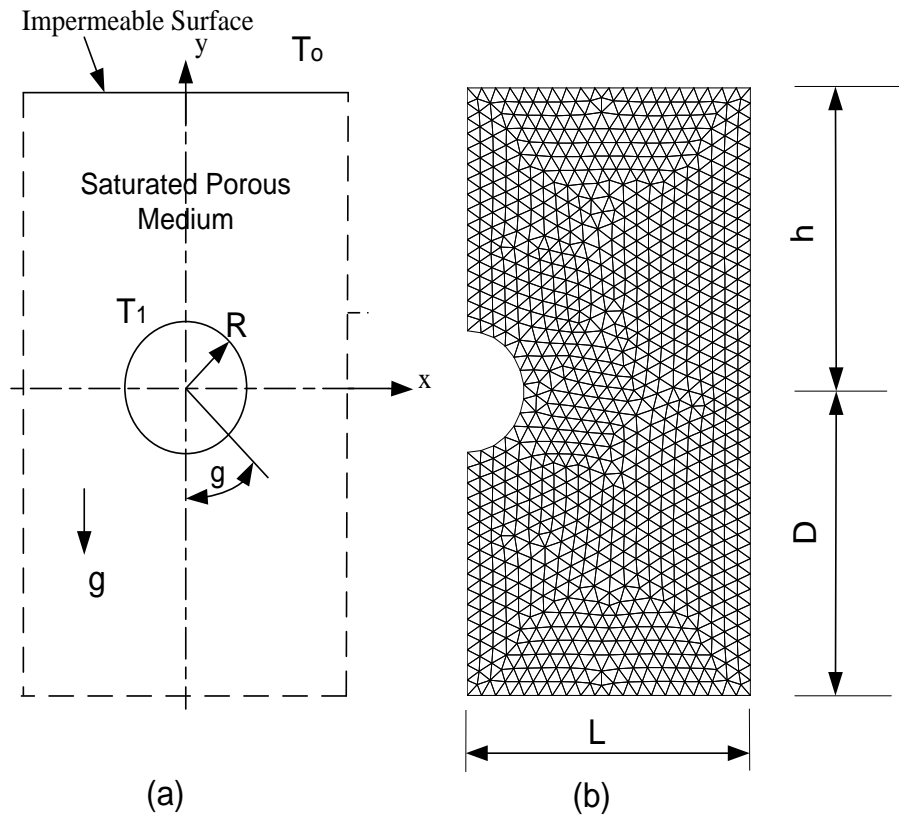 Impermeable Surface
y
To
Saturated Porous
Medium
T1
R
x
g
g
h
D
L
(a)
(b)